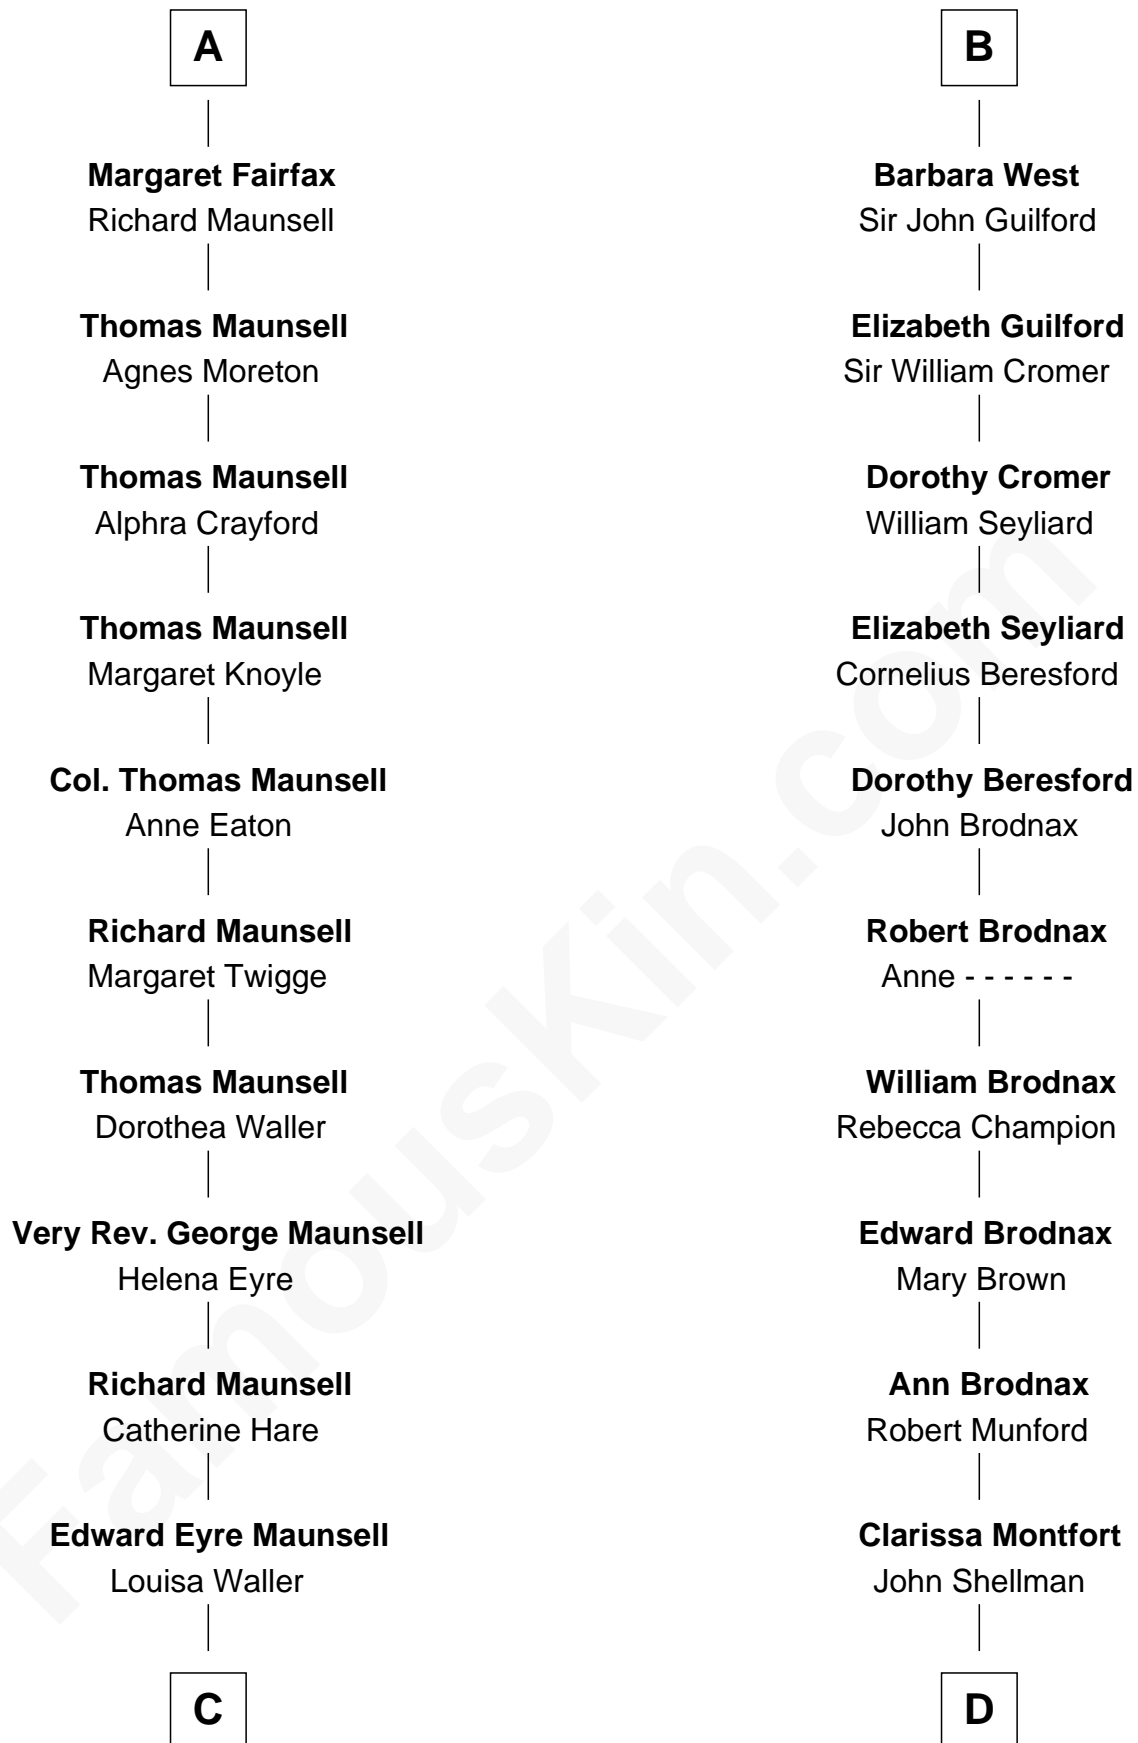 A
Margaret Fairfax
Richard Maunsell
Thomas Maunsell
Agnes Moreton
Thomas Maunsell
Alphra Crayford
Thomas Maunsell
Margaret Knoyle
Col. Thomas Maunsell
Anne Eaton
Richard Maunsell
Margaret Twigge
Thomas Maunsell
Dorothea Waller
Very Rev. George Maunsell
Helena Eyre
Richard Maunsell
Catherine Hare
Edward Eyre Maunsell
Louisa Waller
C
B
Barbara West
Sir John Guilford
Elizabeth Guilford
Sir William Cromer
Dorothy Cromer
William Seyliard
Elizabeth Seyliard
Cornelius Beresford
Dorothy Beresford
John Brodnax
Robert Brodnax
Anne - - - - - -
William Brodnax
Rebecca Champion
Edward Brodnax
Mary Brown
Ann Brodnax
Robert Munford
Clarissa Montfort
John Shellman
D
FamousKin.com